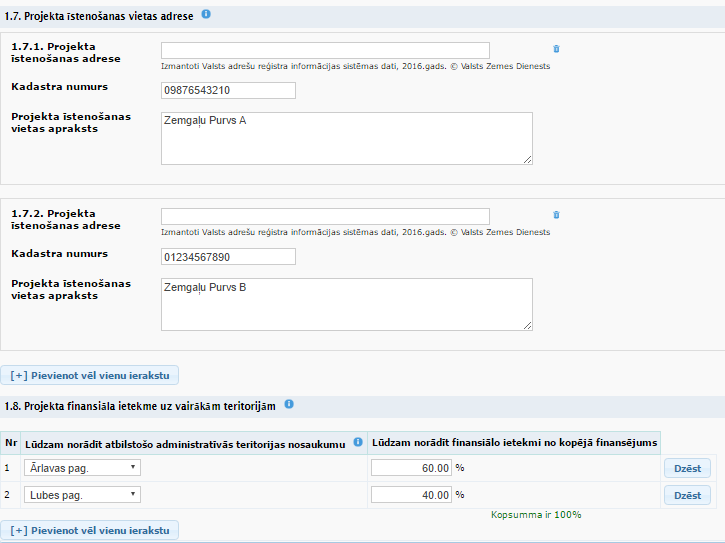 1.7. Projekta īstenošanas vietas adrese
1.7.1. Projekta
īstenošanas adrese
Izmantoti Valsts adrešu reģistra informācijas sistēmas dati, 2016.gads. © Valsts Zemes Dienests
Kadastra numurs
09876543210
Projekta īstenošanas
vietas apraksts
Zemgaļu Purvs A
1.7.2. Projekta
īstenošanas adrese
Izmantoti Valsts adrešu reģistra informācijas sistēmas dati, 2016.gads. © Valsts Zemes Dienests
Kadastra numurs
01234567890
Projekta īstenošanas
vietas apraksts
Zemgaļu Purvs B
[+] Pievienot vēl vienu ierakstu
1.8. Projekta finansiāla ietekme uz vairākām teritorijām
Nr Lūdzam norādīt atbilstošo administratīvās teritorijas nosaukumu Lūdzam norādīt finansiālo ietekmi no kopējā finansējums
1 Ārlavas pag. 60.00 % Dzēst
2 Lubes pag. 40.00 % Dzēst
Kopsumma ir 100%
[+] Pievienot vēl vienu ierakstu